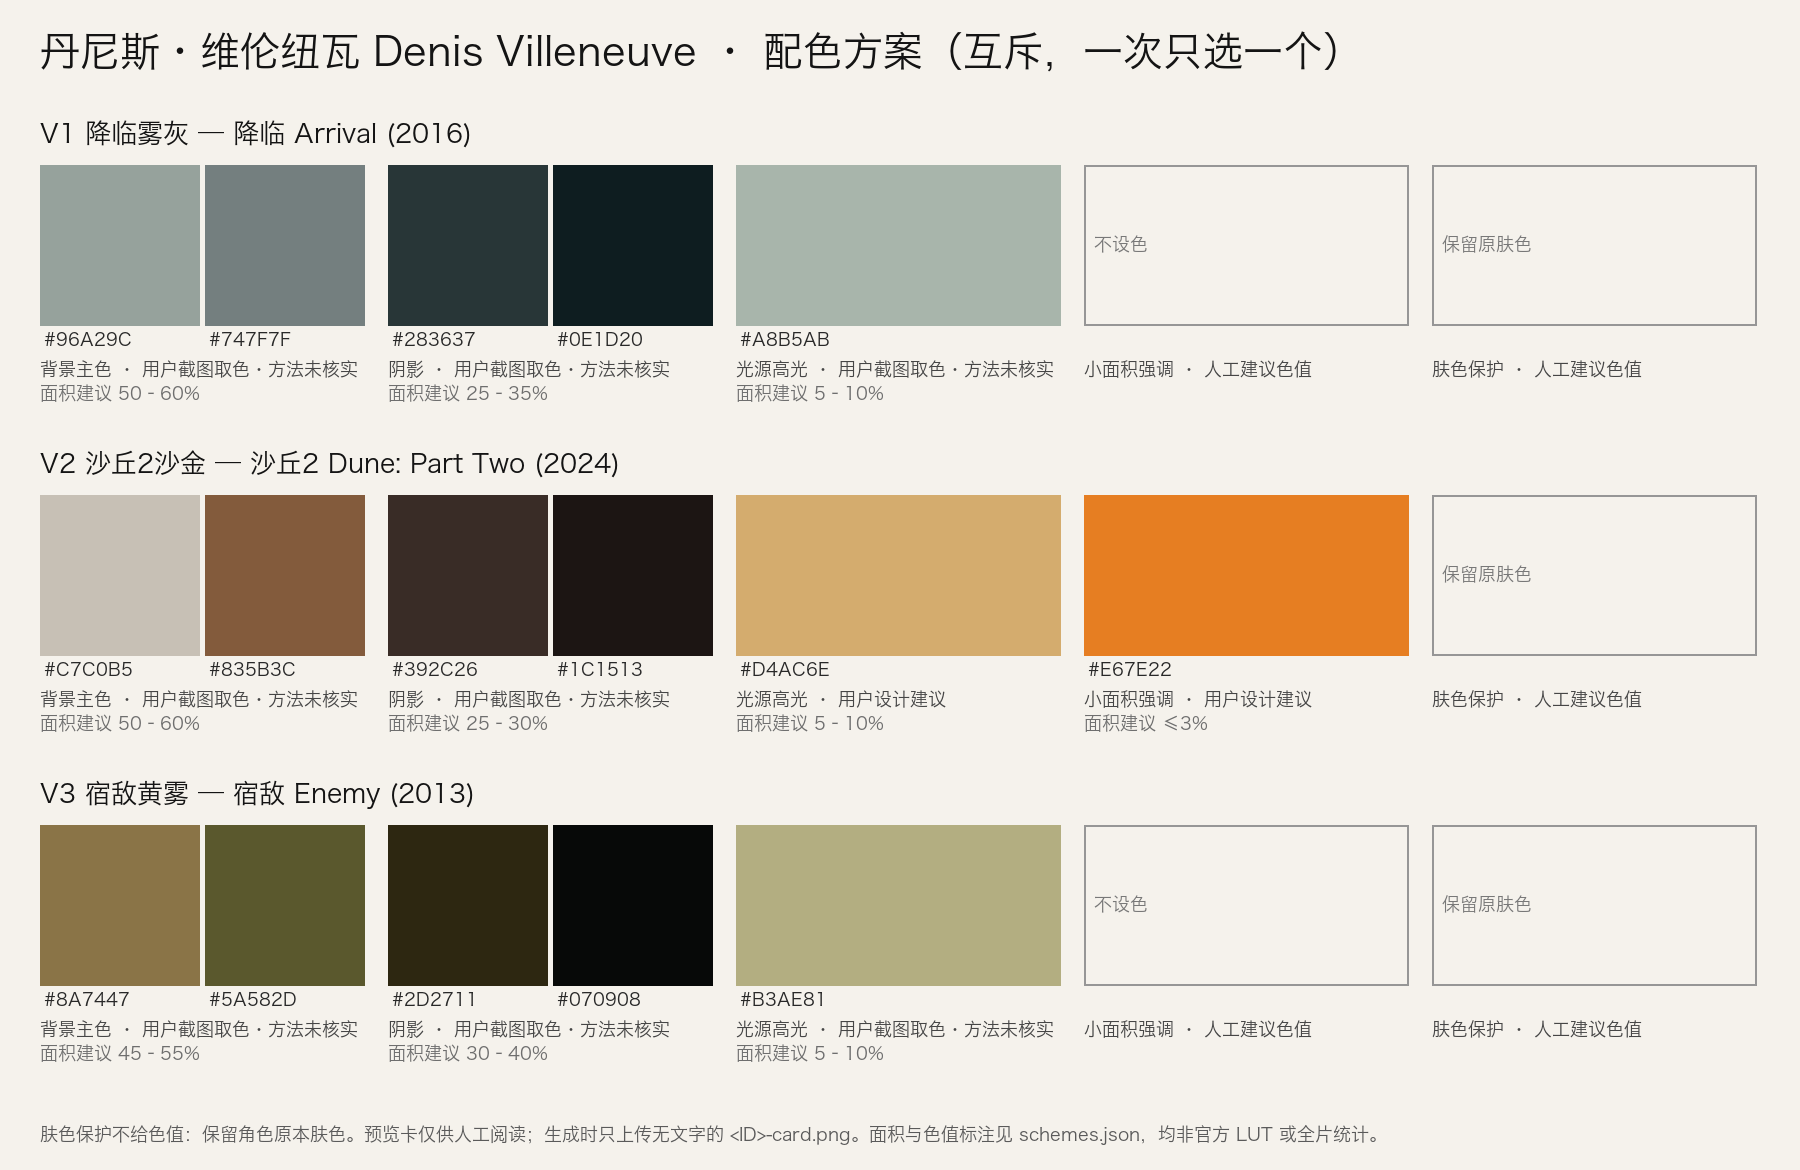 丹尼斯・维伦纽瓦 Denis Villeneuve ・ 配色方案（互斥，一次只选一个）
V1 降临雾灰 — 降临 Arrival (2016)
不设色
保留原肤色
#96A29C #747F7F #283637 #0E1D20 #A8B5AB
背景主色 ・ 用户截图取色・方法未核实 阴影 ・ 用户截图取色・方法未核实 光源高光 ・ 用户截图取色・方法未核实 小面积强调 ・ 人工建议色值 肤色保护 ・ 人工建议色值
面积建议 50 - 60% 面积建议 25 - 35% 面积建议 5 - 10%
V2 沙丘2沙金 — 沙丘2 Dune: Part Two (2024)
保留原肤色
#C7C0B5 #835B3C #392C26 #1C1513 #D4AC6E #E67E22
背景主色 ・ 用户截图取色・方法未核实 阴影 ・ 用户截图取色・方法未核实 光源高光 ・ 用户设计建议 小面积强调 ・ 用户设计建议 肤色保护 ・ 人工建议色值
面积建议 50 - 60% 面积建议 25 - 30% 面积建议 5 - 10% 面积建议 ≤3%
V3 宿敌黄雾 — 宿敌 Enemy (2013)
不设色
保留原肤色
#8A7447 #5A582D #2D2711 #070908 #B3AE81
背景主色 ・ 用户截图取色・方法未核实 阴影 ・ 用户截图取色・方法未核实 光源高光 ・ 用户截图取色・方法未核实 小面积强调 ・ 人工建议色值 肤色保护 ・ 人工建议色值
面积建议 45 - 55% 面积建议 30 - 40% 面积建议 5 - 10%
肤色保护不给色值：保留角色原本肤色。预览卡仅供人工阅读；生成时只上传无文字的 <ID>-card.png。面积与色值标注见 schemes.json，均非官方 LUT 或全片统计。